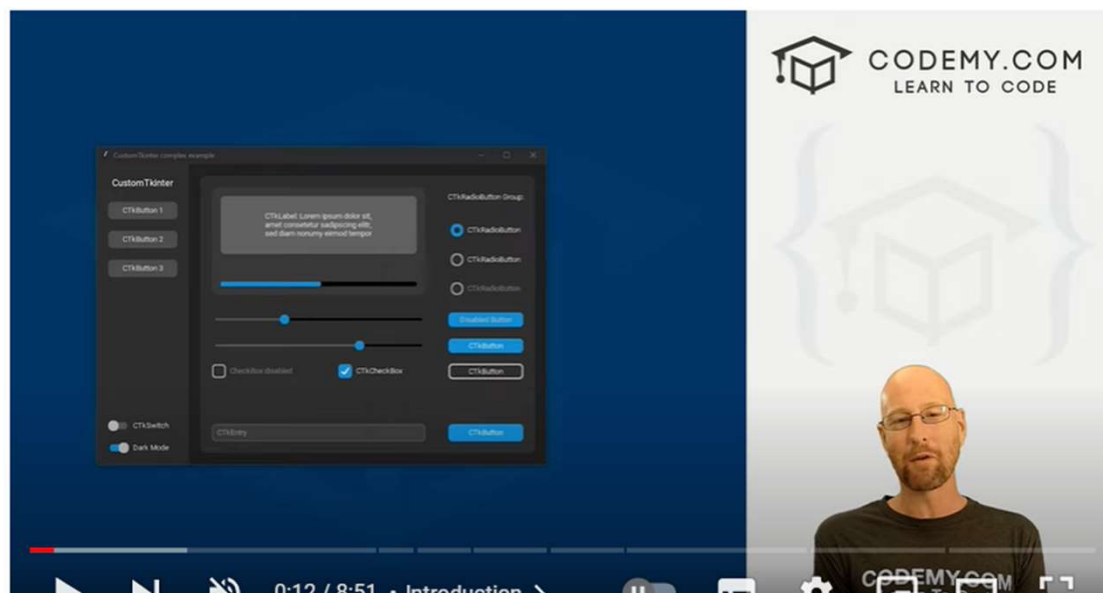 CODEMY.COM
LEARN TO CODE
CustomTkinter complex example
CustomTkinter
CTkButton 1
CTkButton 2
CTkButton 3
CTkSwitch
Dark Mode
CTkLabel: Lorem ipsum dolor sit,
amet consetetur sadipscing elitr,
sed diam nonumy eirmod tempor
CheckBox disabled
CTkCheckBox
CTkEntry
CTkRadioButton Group:
CTkRadioButton
CTkRadioButton
CTkRadioButton
Disabled Button
CTkButton
CTkButton
CTkButton
CODEMY.COM
0:12 / 8:51 • Introduction